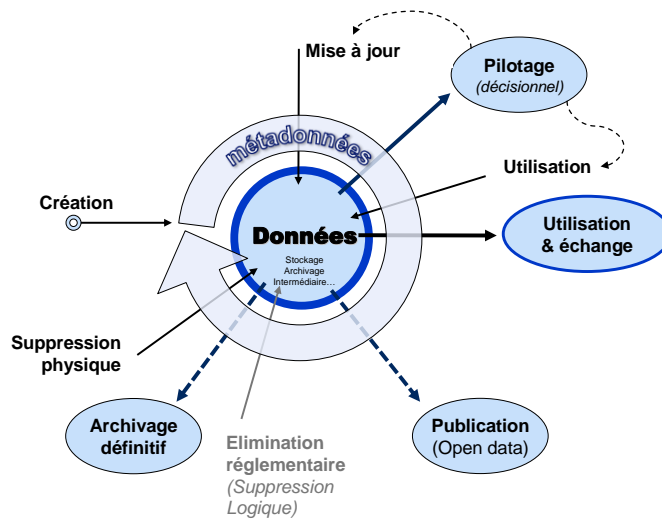 Mise à jour
Pilotage
(décisionnel)
métadonnées
Utilisation
Création
Données
Stockage
Archivage
Intermédiaire…
Utilisation
& échange
Suppression
physique
Archivage
définitif
Elimination
réglementaire
(Suppression
Logique)
Publication
(Open data)